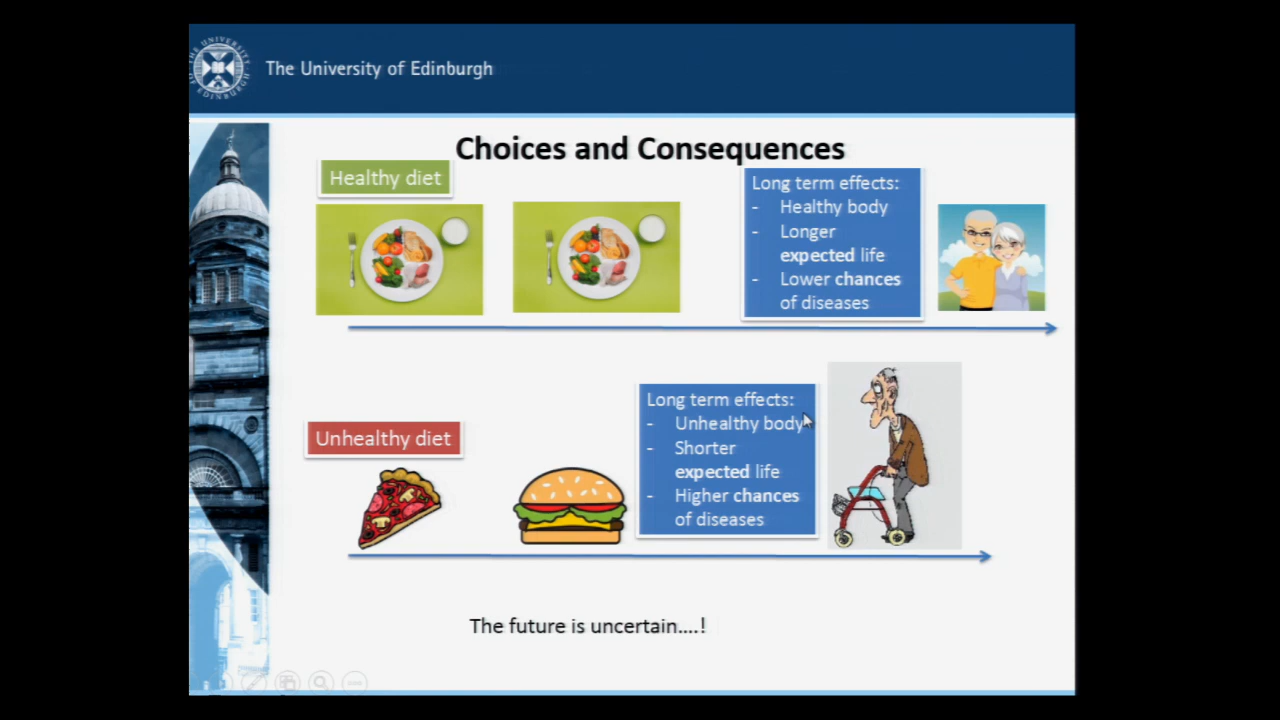 The University of Edinburgh
Choices and Consequences
Healthy diet
Long term effects:
- Healthy body
- Longer
expected life
- Lower chances
of diseases
Unhealthy diet
Long term effects:
- Unhealthy body
- Shorter
expected life
- Higher chances
of diseases
The future is uncertain....!